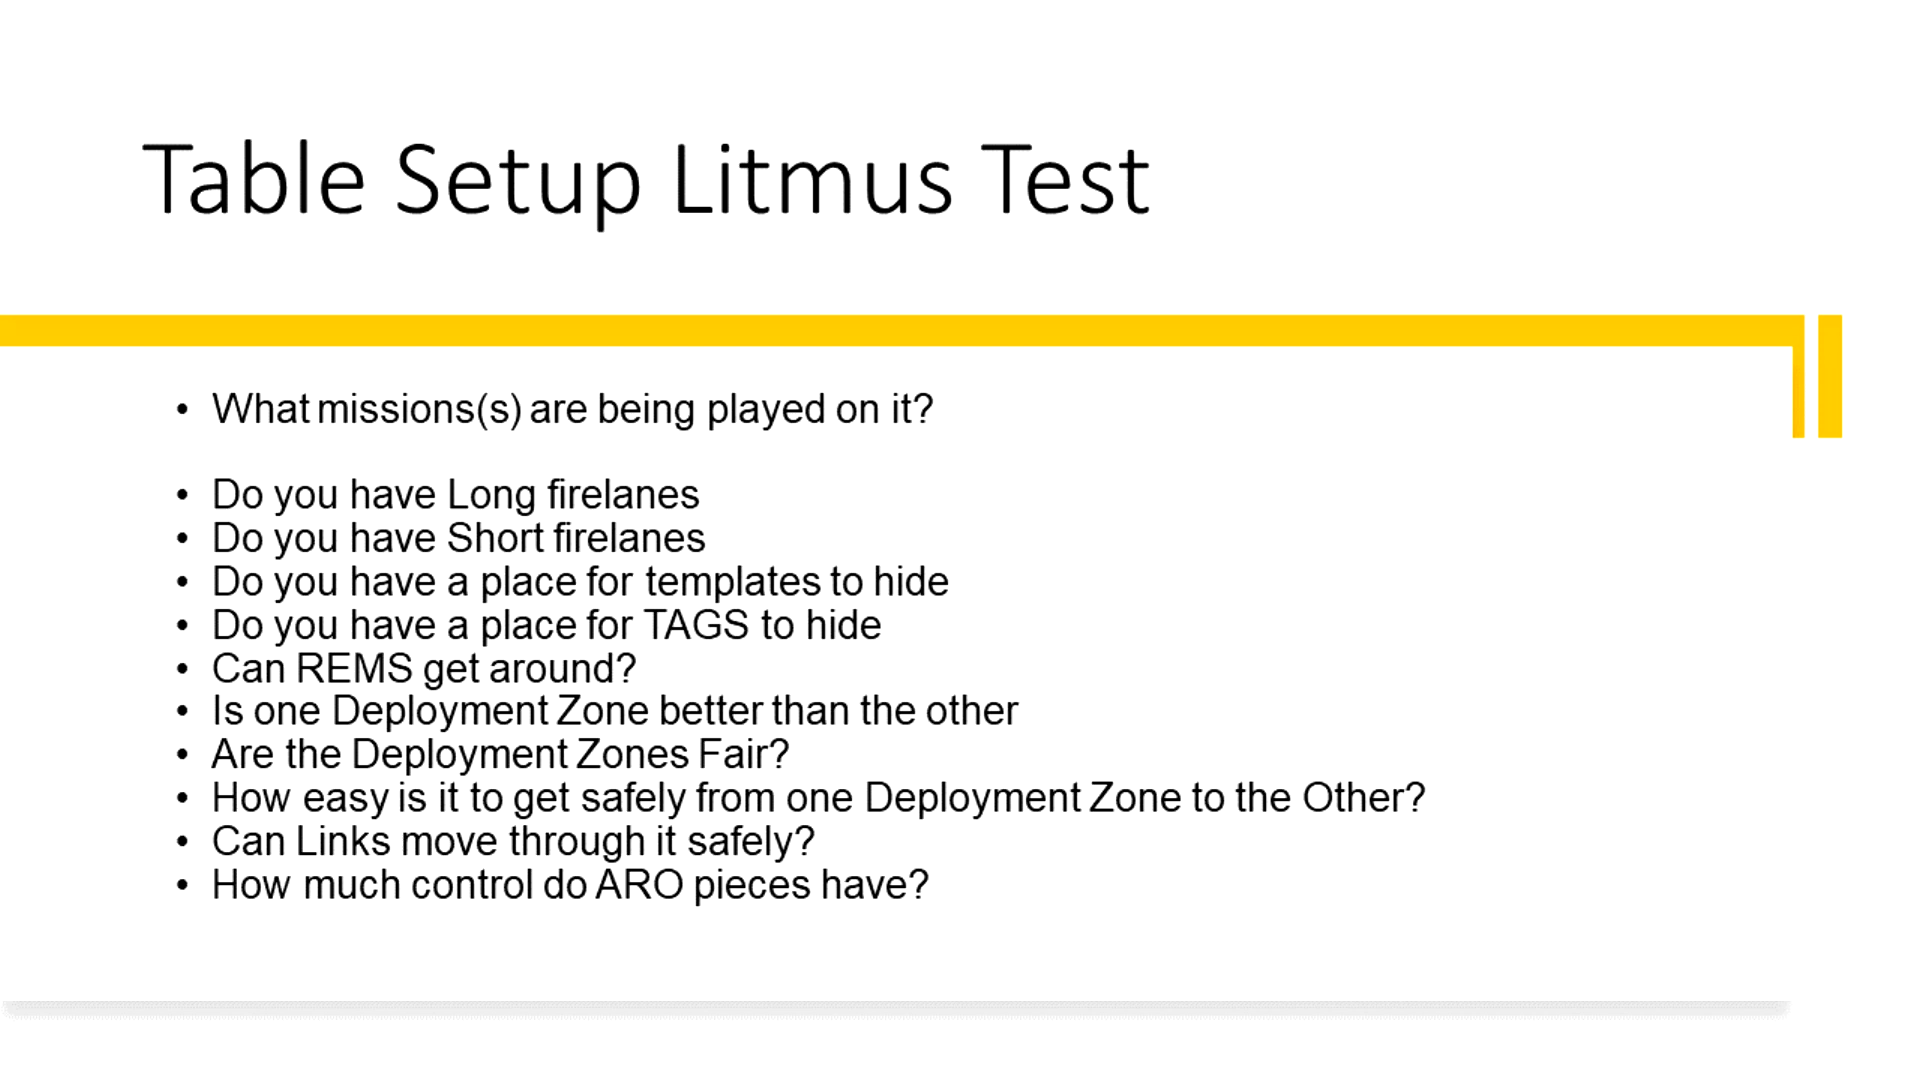 Table Setup Litmus Test
• What missions(s) are being played on it?
• Do you have Long firelanes
• Do you have Short firelanes
• Do you have a place for templates to hide
• Do you have a place for TAGS to hide
• Can REMS get around?
• Is one Deployment Zone better than the other
• Are the Deployment Zones Fair?
• How easy is it to get safely from one Deployment Zone to the Other?
• Can Links move through it safely?
• How much control do ARO pieces have?